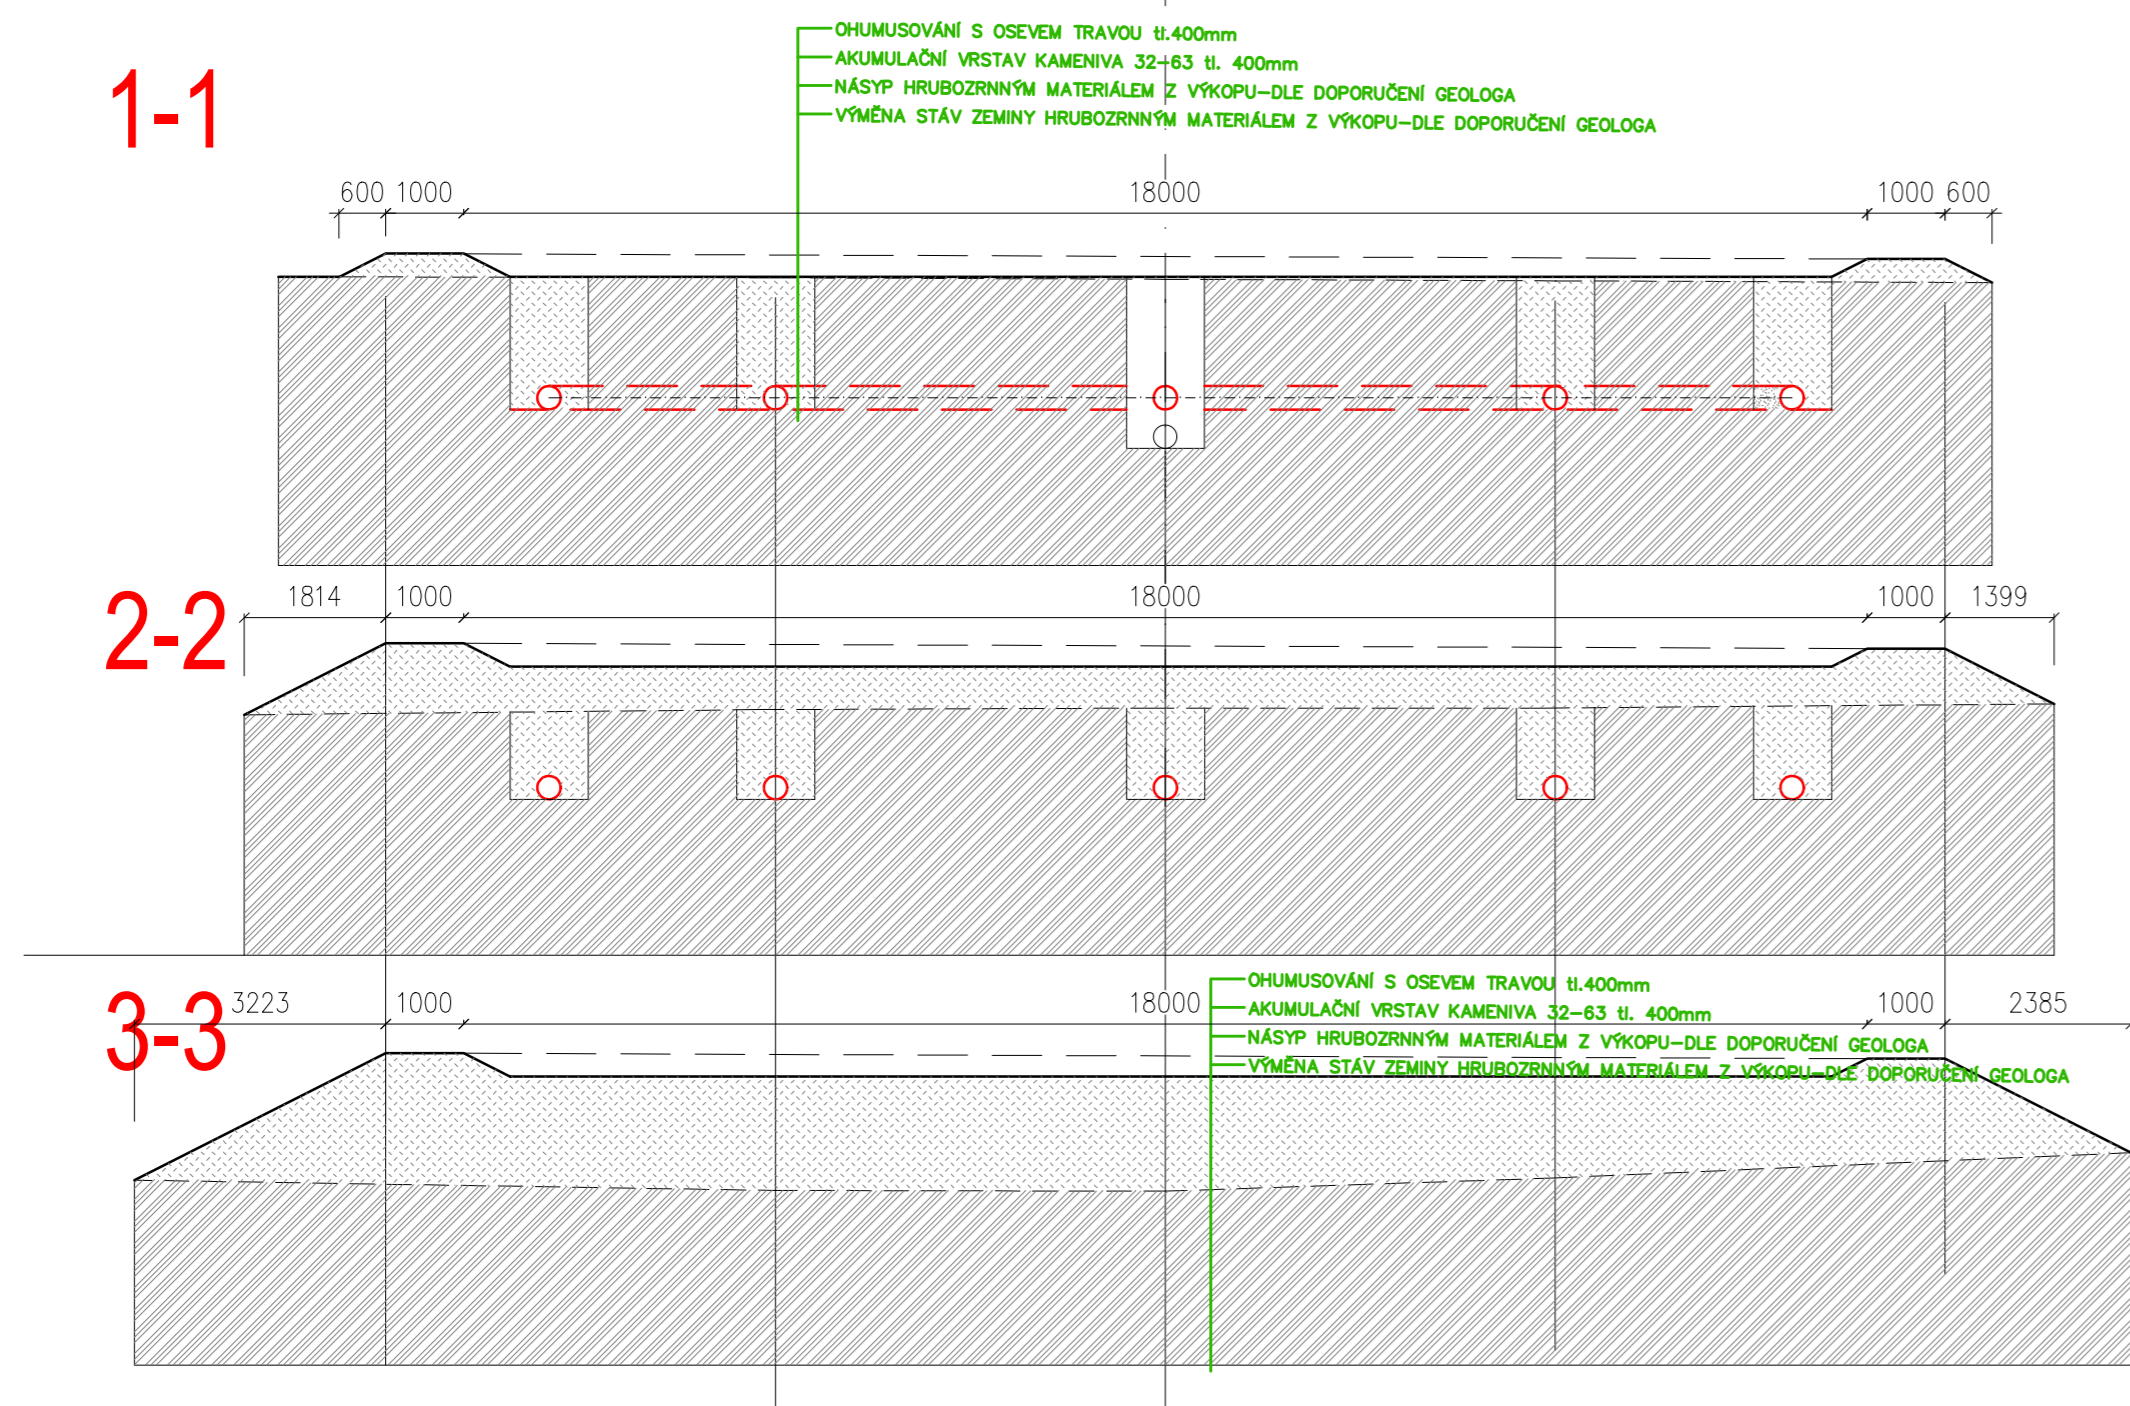 OHUMUSOVÁNÍ S OSEVEM TRAVOU tl.400mm
AKUMULAČNÍ VRSTAV KAMENIVA 32-63 tl. 400mm
NÁSYP HRUBOZRNNÝM MATERIÁLEM Z VÝKOPU-DLE DOPORUČENÍ GEOLOGA
VÝMĚNA STÁV ZEMINY HRUBOZRNNÝM MATERIÁLEM Z VÝKOPU-DLE DOPORUČENÍ GEOLOGA
1-1
600 1000 18000 1000 600
2-2
1814 1000 18000 1000 1399
3-3
3223 1000 18000 1000 2385
OHUMUSOVÁNÍ S OSEVEM TRAVOU tl.400mm
AKUMULAČNÍ VRSTAV KAMENIVA 32-63 tl. 400mm
NÁSYP HRUBOZRNNÝM MATERIÁLEM Z VÝKOPU-DLE DOPORUČENÍ GEOLOGA
VÝMĚNA STÁV ZEMINY HRUBOZRNNÝM MATERIÁLEM Z VÝKOPU-DLE DOPORUČENÍ GEOLOGA